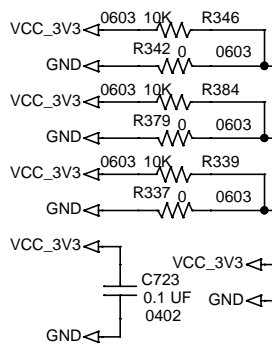 VCC_3V3 0603 10K R346
R342 0 0603
GND
VCC_3V3 0603 10K R384
R379 0 0603
GND
VCC_3V3 0603 10K R339
R337 0 0603
GND
VCC_3V3
C723
VCC_3V3
0.1 UF
GND
0402
GND